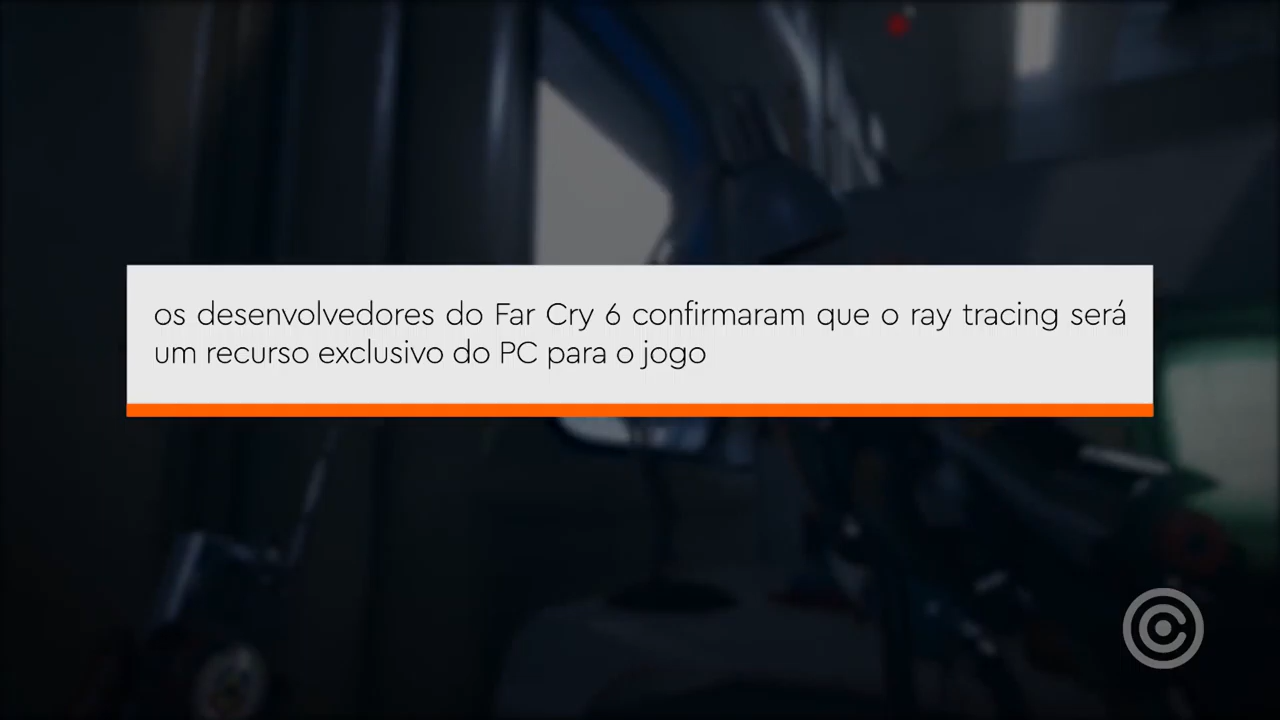 os desenvolvedores do Far Cry 6 confirmaram que o ray tracing será
um recurso exclusivo do PC para o jogo